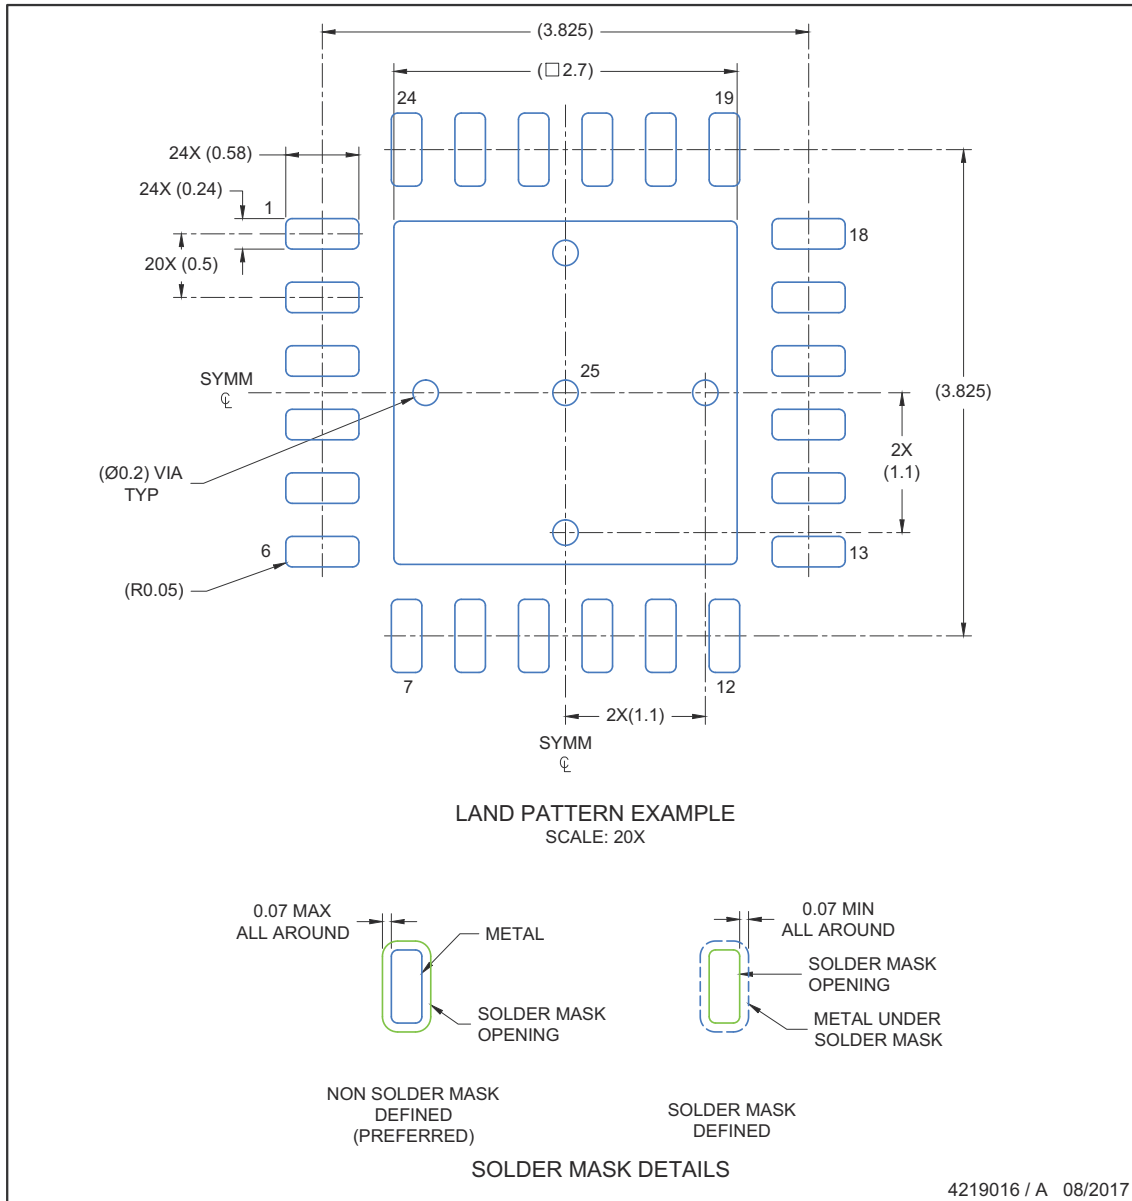 (3.825)
(□2.7)
24
19
24X (0.58)
24X (0.24)
1
18
20X (0.5)
SYMM
℄
25
(3.825)
2X
(1.1)
(Ø0.2) VIA
TYP
6
13
(R0.05)
7
12
2X(1.1)
SYMM
℄
LAND PATTERN EXAMPLE
SCALE: 20X
0.07 MAX
ALL AROUND
METAL
SOLDER MASK
OPENING
NON SOLDER MASK
DEFINED
(PREFERRED)
0.07 MIN
ALL AROUND
SOLDER MASK
OPENING
METAL UNDER
SOLDER MASK
SOLDER MASK
DEFINED
SOLDER MASK DETAILS
4219016 / A 08/2017